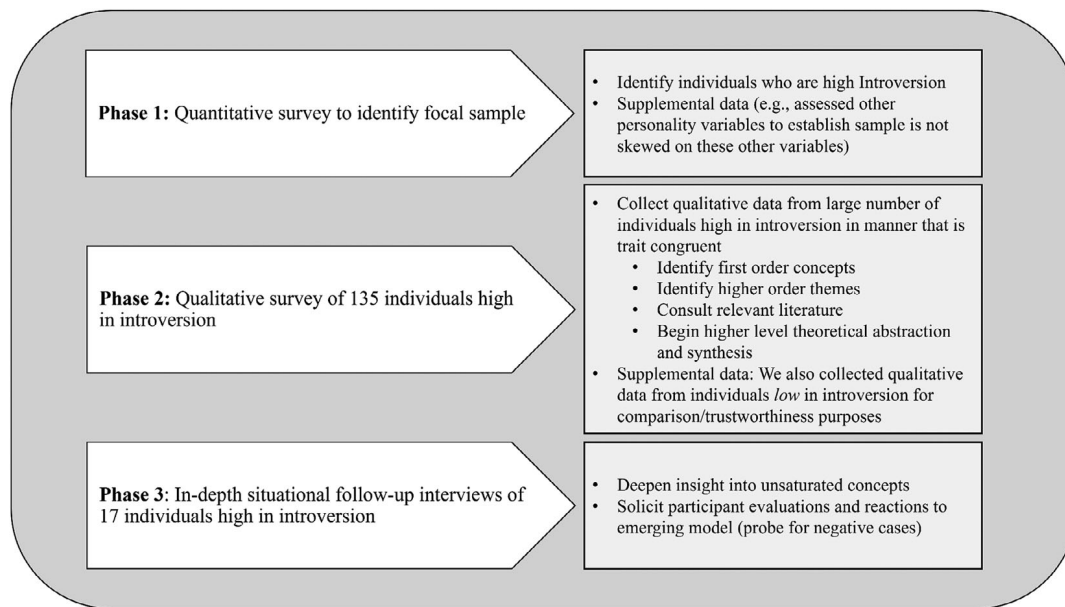 Phase 1: Quantitative survey to identify focal sample
• Identify individuals who are high Introversion
• Supplemental data (e.g., assessed other
personality variables to establish sample is not
skewed on these other variables)
Phase 2: Qualitative survey of 135 individuals high
in introversion
• Collect qualitative data from large number of
individuals high in introversion in manner that is
trait congruent
• Identify first order concepts
• Identify higher order themes
• Consult relevant literature
• Begin higher level theoretical abstraction
and synthesis
• Supplemental data: We also collected qualitative
data from individuals low in introversion for
comparison/trustworthiness purposes
Phase 3: In-depth situational follow-up interviews of
17 individuals high in introversion
• Deepen insight into unsaturated concepts
• Solicit participant evaluations and reactions to
emerging model (probe for negative cases)